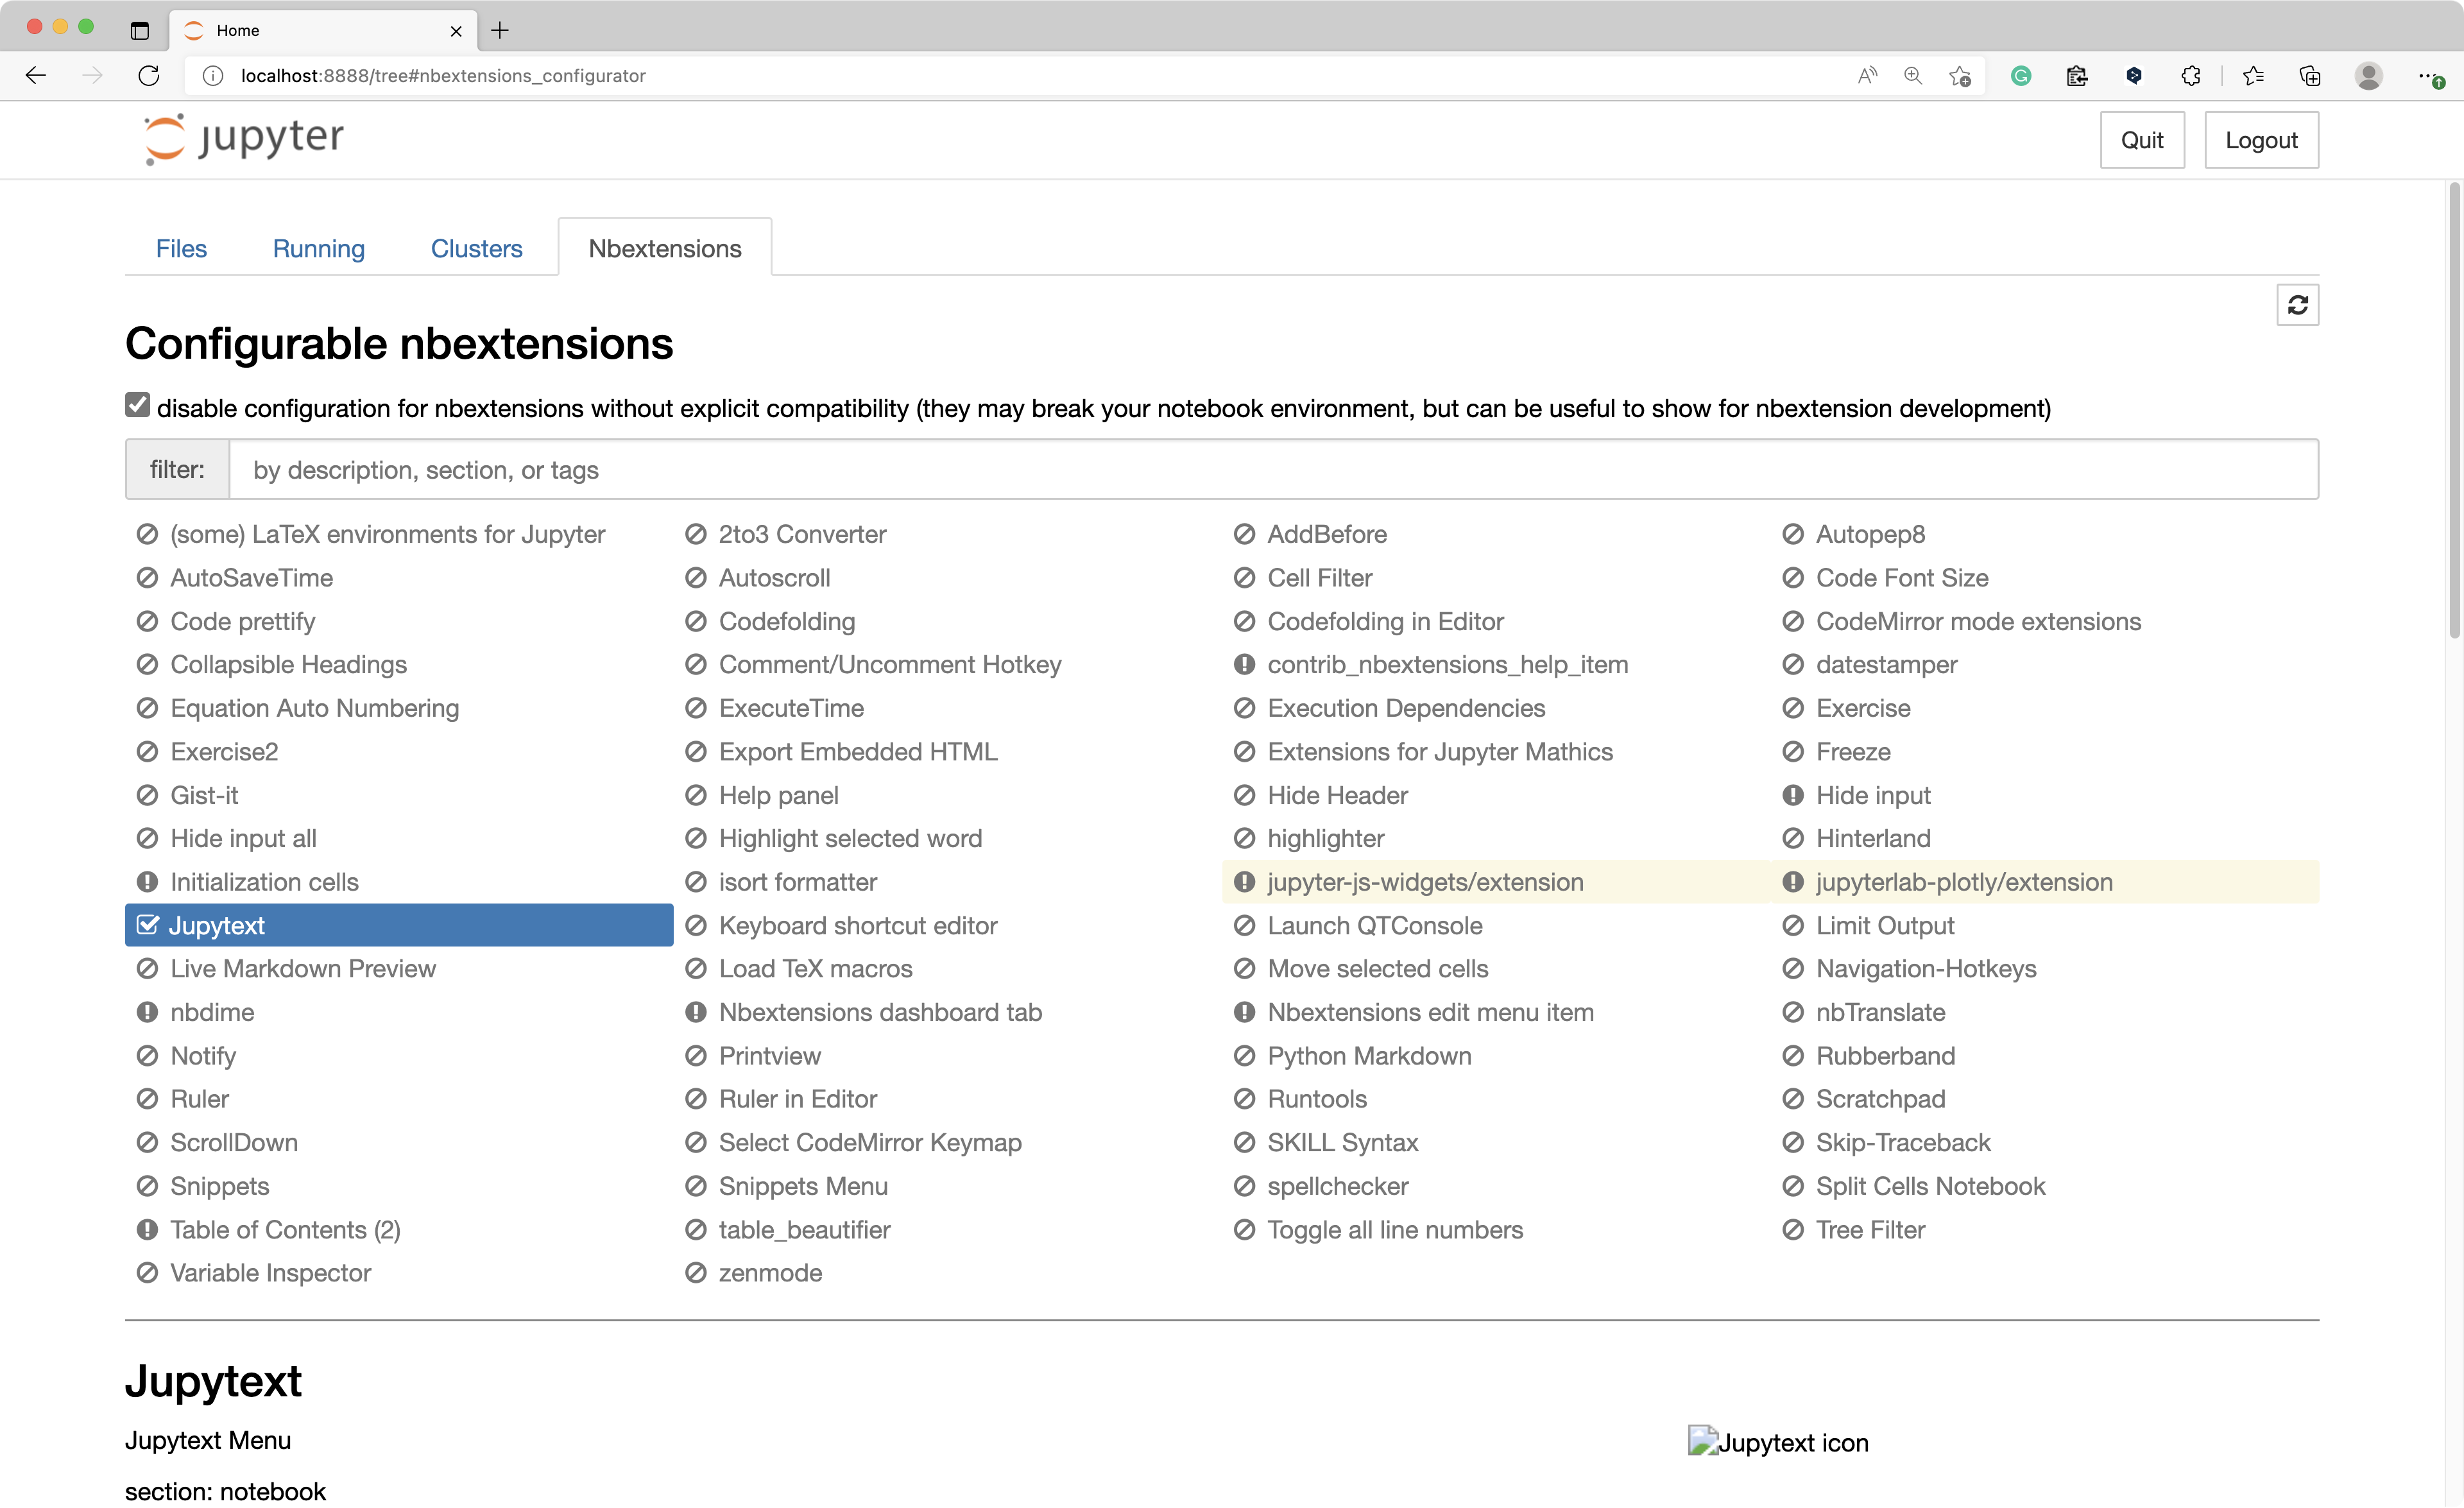 Home
localhost:8888/tree#nbextensions_configurator
jupyter
Quit Logout
Files Running Clusters Nbextensions
Configurable nbextensions
disable configuration for nbextensions without explicit compatibility (they may break your notebook environment, but can be useful to show for nbextension development)
filter: by description, section, or tags
(some) LaTeX environments for Jupyter 2to3 Converter AddBefore Autopep8
AutoSaveTime Autoscroll Cell Filter Code Font Size
Code prettify Codefolding Codefolding in Editor CodeMirror mode extensions
Collapsible Headings Comment/Uncomment Hotkey contrib_nbextensions_help_item datestamper
Equation Auto Numbering ExecuteTime Execution Dependencies Exercise
Exercise2 Export Embedded HTML Extensions for Jupyter Mathics Freeze
Gist-it Help panel Hide Header Hide input
Hide input all Highlight selected word highlighter Hinterland
Initialization cells isort formatter jupyter-js-widgets/extension jupyterlab-plotly/extension
Jupytext Keyboard shortcut editor Launch QTConsole Limit Output
Live Markdown Preview Load TeX macros Move selected cells Navigation-Hotkeys
nbdime Nbextensions dashboard tab Nbextensions edit menu item nbTranslate
Notify Printview Python Markdown Rubberband
Ruler Ruler in Editor Runtools Scratchpad
ScrollDown Select CodeMirror Keymap SKILL Syntax Skip-Traceback
Snippets Snippets Menu spellchecker Split Cells Notebook
Table of Contents (2) table_beautifier Toggle all line numbers Tree Filter
Variable Inspector zenmode
Jupytext
Jupytext Menu
Jupytext icon
section: notebook